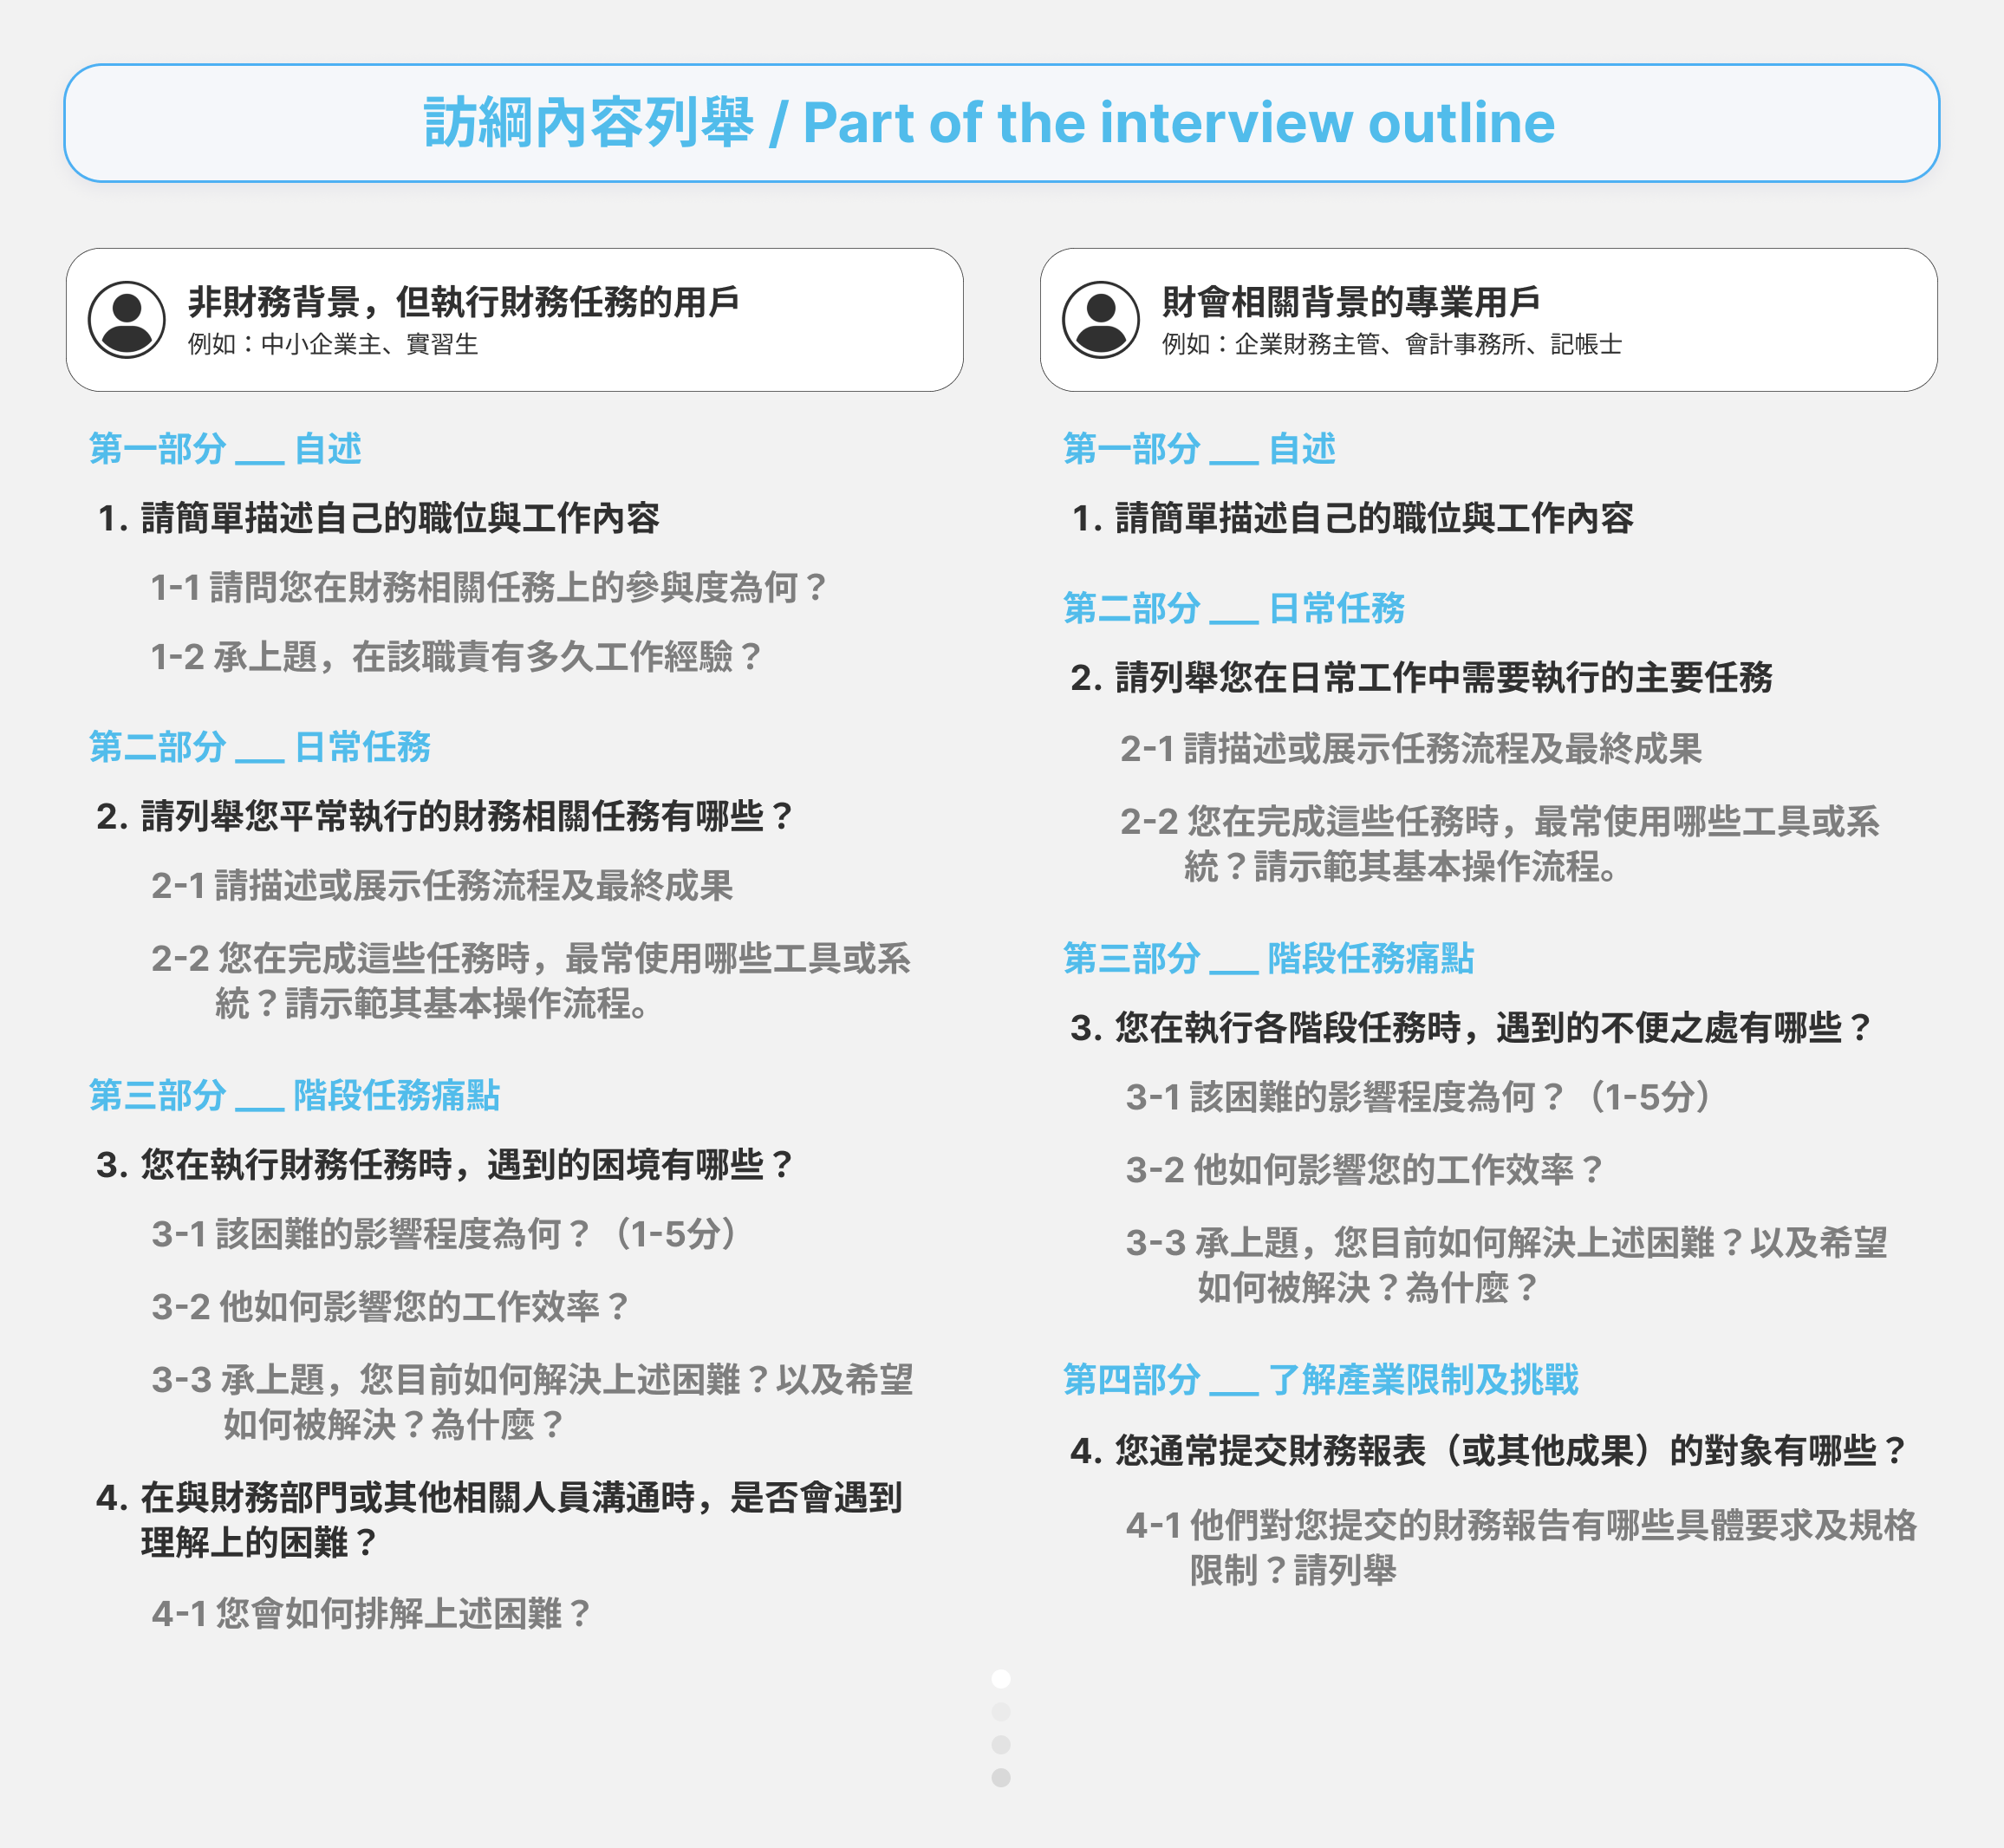 訪綱內容列舉 / Part of the interview outline
非財務背景，但執行財務任務的用戶
例如：中小企業主、實習生
第一部分 ___ 自述
1. 請簡單描述自己的職位與工作內容
1-1 請問您在財務相關任務上的參與度為何？
1-2 承上題，在該職責有多久工作經驗？
第二部分 ___ 日常任務
2. 請列舉您平常執行的財務相關任務有哪些？
2-1 請描述或展示任務流程及最終成果
2-2 您在完成這些任務時，最常使用哪些工具或系
統？請示範其基本操作流程。
第三部分 ___ 階段任務痛點
3. 您在執行財務任務時，遇到的困境有哪些？
3-1 該困難的影響程度為何？（1-5分）
3-2 他如何影響您的工作效率？
3-3 承上題，您目前如何解決上述困難？以及希望
如何被解決？為什麼？
4. 在與財務部門或其他相關人員溝通時，是否會遇到
理解上的困難？
4-1 您會如何排解上述困難？
財會相關背景的專業用戶
例如：企業財務主管、會計事務所、記帳士
第一部分 ___ 自述
1. 請簡單描述自己的職位與工作內容
第二部分 ___ 日常任務
2. 請列舉您在日常工作中需要執行的主要任務
2-1 請描述或展示任務流程及最終成果
2-2 您在完成這些任務時，最常使用哪些工具或系
統？請示範其基本操作流程。
第三部分 ___ 階段任務痛點
3. 您在執行各階段任務時，遇到的不便之處有哪些？
3-1 該困難的影響程度為何？（1-5分）
3-2 他如何影響您的工作效率？
3-3 承上題，您目前如何解決上述困難？以及希望
如何被解決？為什麼？
第四部分 ___ 了解產業限制及挑戰
4. 您通常提交財務報表（或其他成果）的對象有哪些？
4-1 他們對您提交的財務報告有哪些具體要求及規格
限制？請列舉